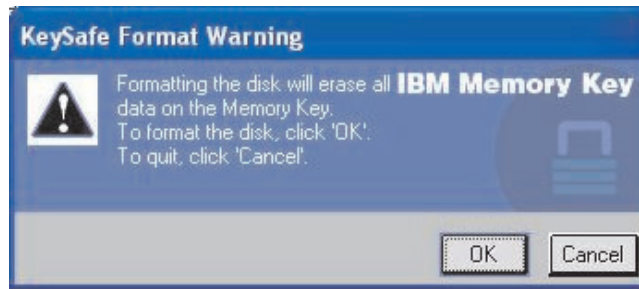 KeySafe Format Warning
Formatting the disk will erase all
IBM Memory Key
data on the Memory Key.
To format the disk, click 'OK'.
To quit, click 'Cancel'.
OK
Cancel